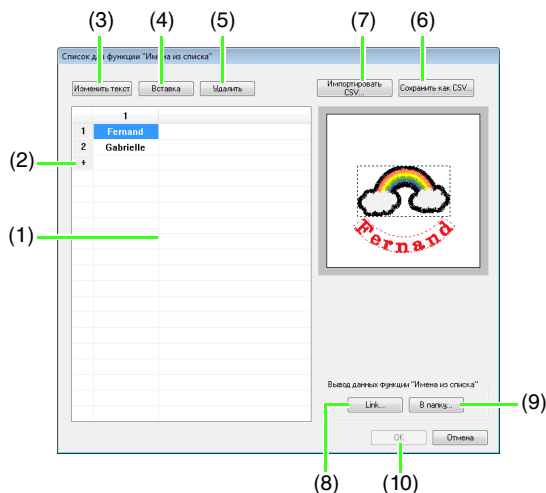 (3) (4) (5) (7) (6)
Список для функции "Имена из списка"
Изменить текст Вставка Удалить Импортировать CSV... Сохранить как CSV...
1
1 Fernand
2 Gabrielle
(2) +
(1)
Fernand
Вывод данных функции "Имена из списка"
Link... В папку... (9)
OK Отмена
(8) (10)